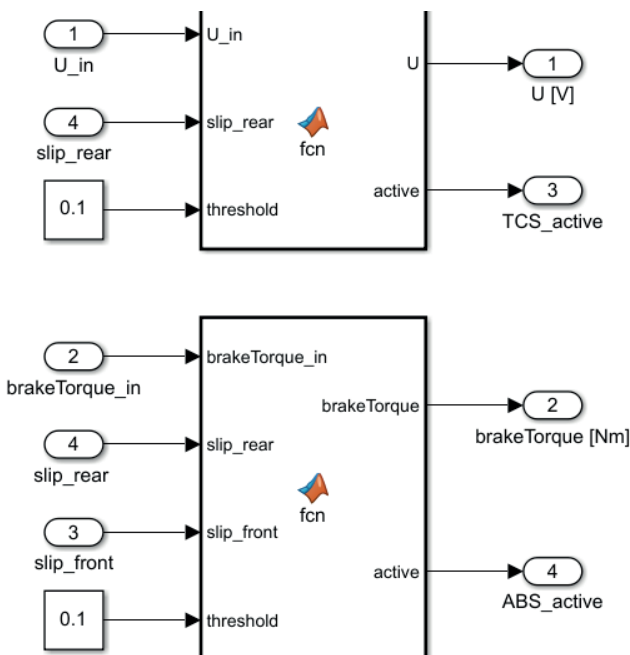 1
U_in
U_in
U
1
U [V]
4
slip_rear
slip_rear
fcn
0.1
threshold
active
3
TCS_active
2
brakeTorque_in
brakeTorque_in
brakeTorque
2
brakeTorque [Nm]
4
slip_rear
slip_rear
fcn
3
slip_front
slip_front
active
4
ABS_active
0.1
threshold